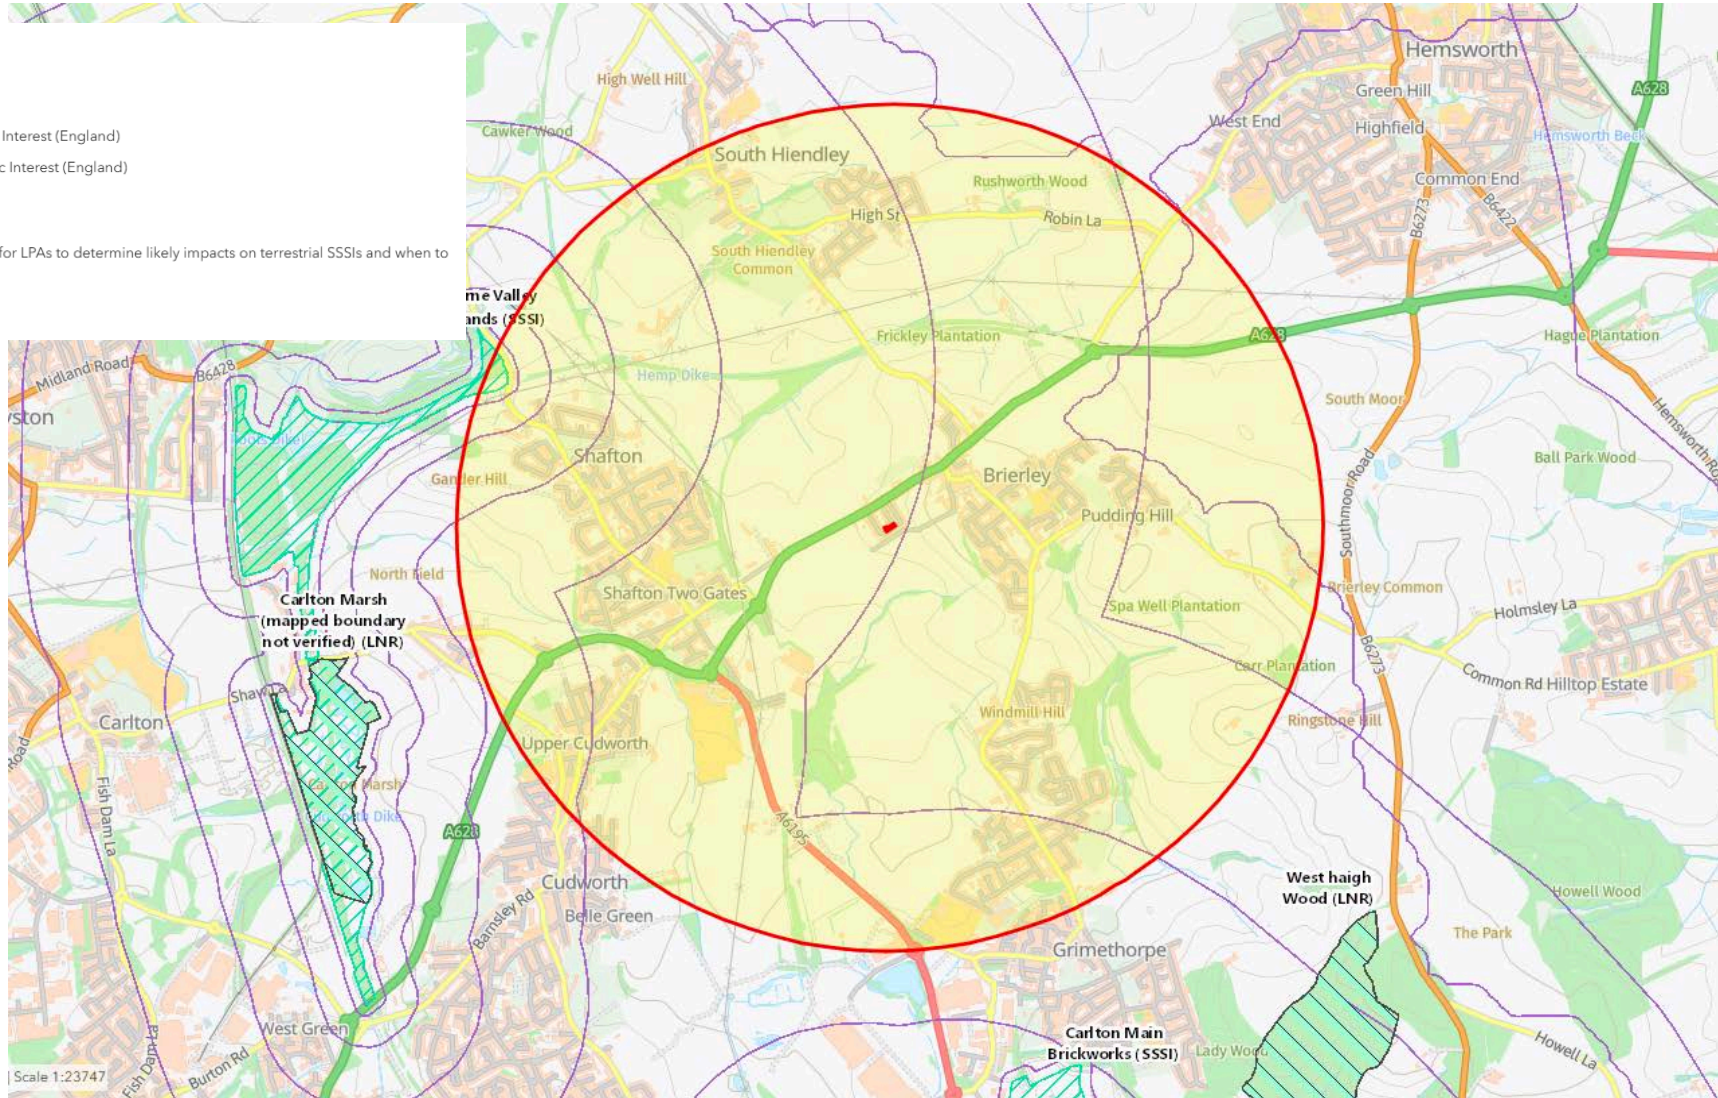 Interest (England)
c Interest (England)
for LPAs to determine likely impacts on terrestrial SSSIs and when to
High Well Hill
Hemsworth
A628
Green Hill
West End
Highfield
Hemsworth Beck
Cawker Wood
South Hiendley
Rushworth Wood
Common End
B6422
High St
Robin La
B6273
South Hiendley
Common
rne Valley
ands (SSSI)
Frickley Plantation
A628
Hague Plantation
Midland Road
B6428
Hemp Dike
South Moor
Hemsworth Ro
yston
Shafton
Brierley
Ball Park Wood
Gander Hill
Pudding Hill
Southmoor Road
North Field
Brierley Common
Carlton Marsh
(mapped boundary
not verified) (LNR)
Shafton Two Gates
Spa Well Plantation
Holmsley La
B6273
Carr Plantation
Common Rd
Hilltop Estate
Carlton
Windmill Hill
Ringstone Hill
Road
Upper Cudworth
Fish Dam La
A628
A6195
West haigh
Wood (LNR)
Howell Wood
Cudworth
Belle Green
Barnsley Rd
The Park
Grimethorpe
West Green
Carlton Main
Brickworks (SSSI)
Lady Wood
Howell La
Burton Rd
Fish Dam La
| Scale 1:23747